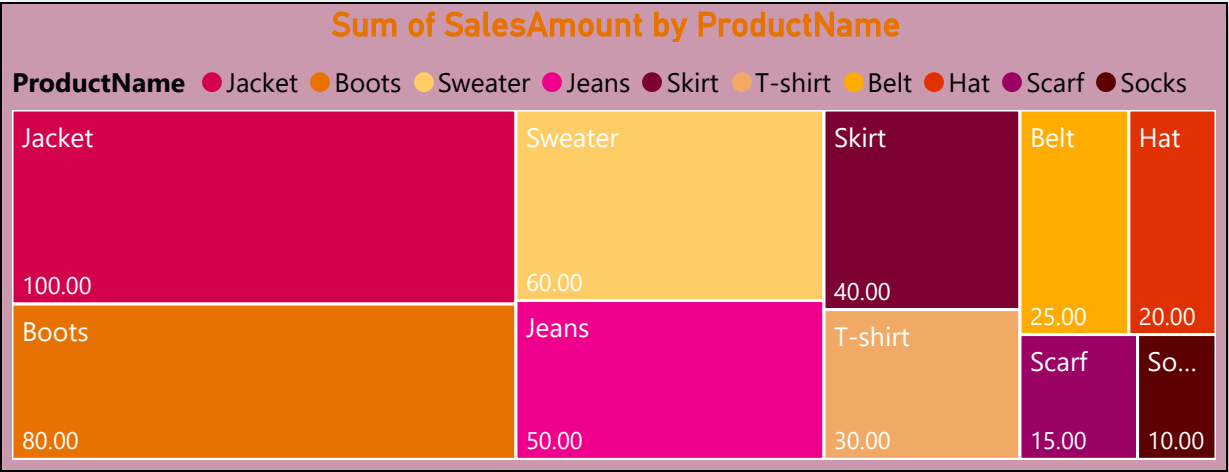 Sum of SalesAmount by ProductName
ProductName Jacket Boots Sweater Jeans Skirt T-shirt Belt Hat Scarf Socks
Jacket
100.00
Boots
80.00
Sweater
60.00
Jeans
50.00
Skirt
40.00
T-shirt
30.00
Belt
25.00
Hat
20.00
Scarf
15.00
So...
10.00